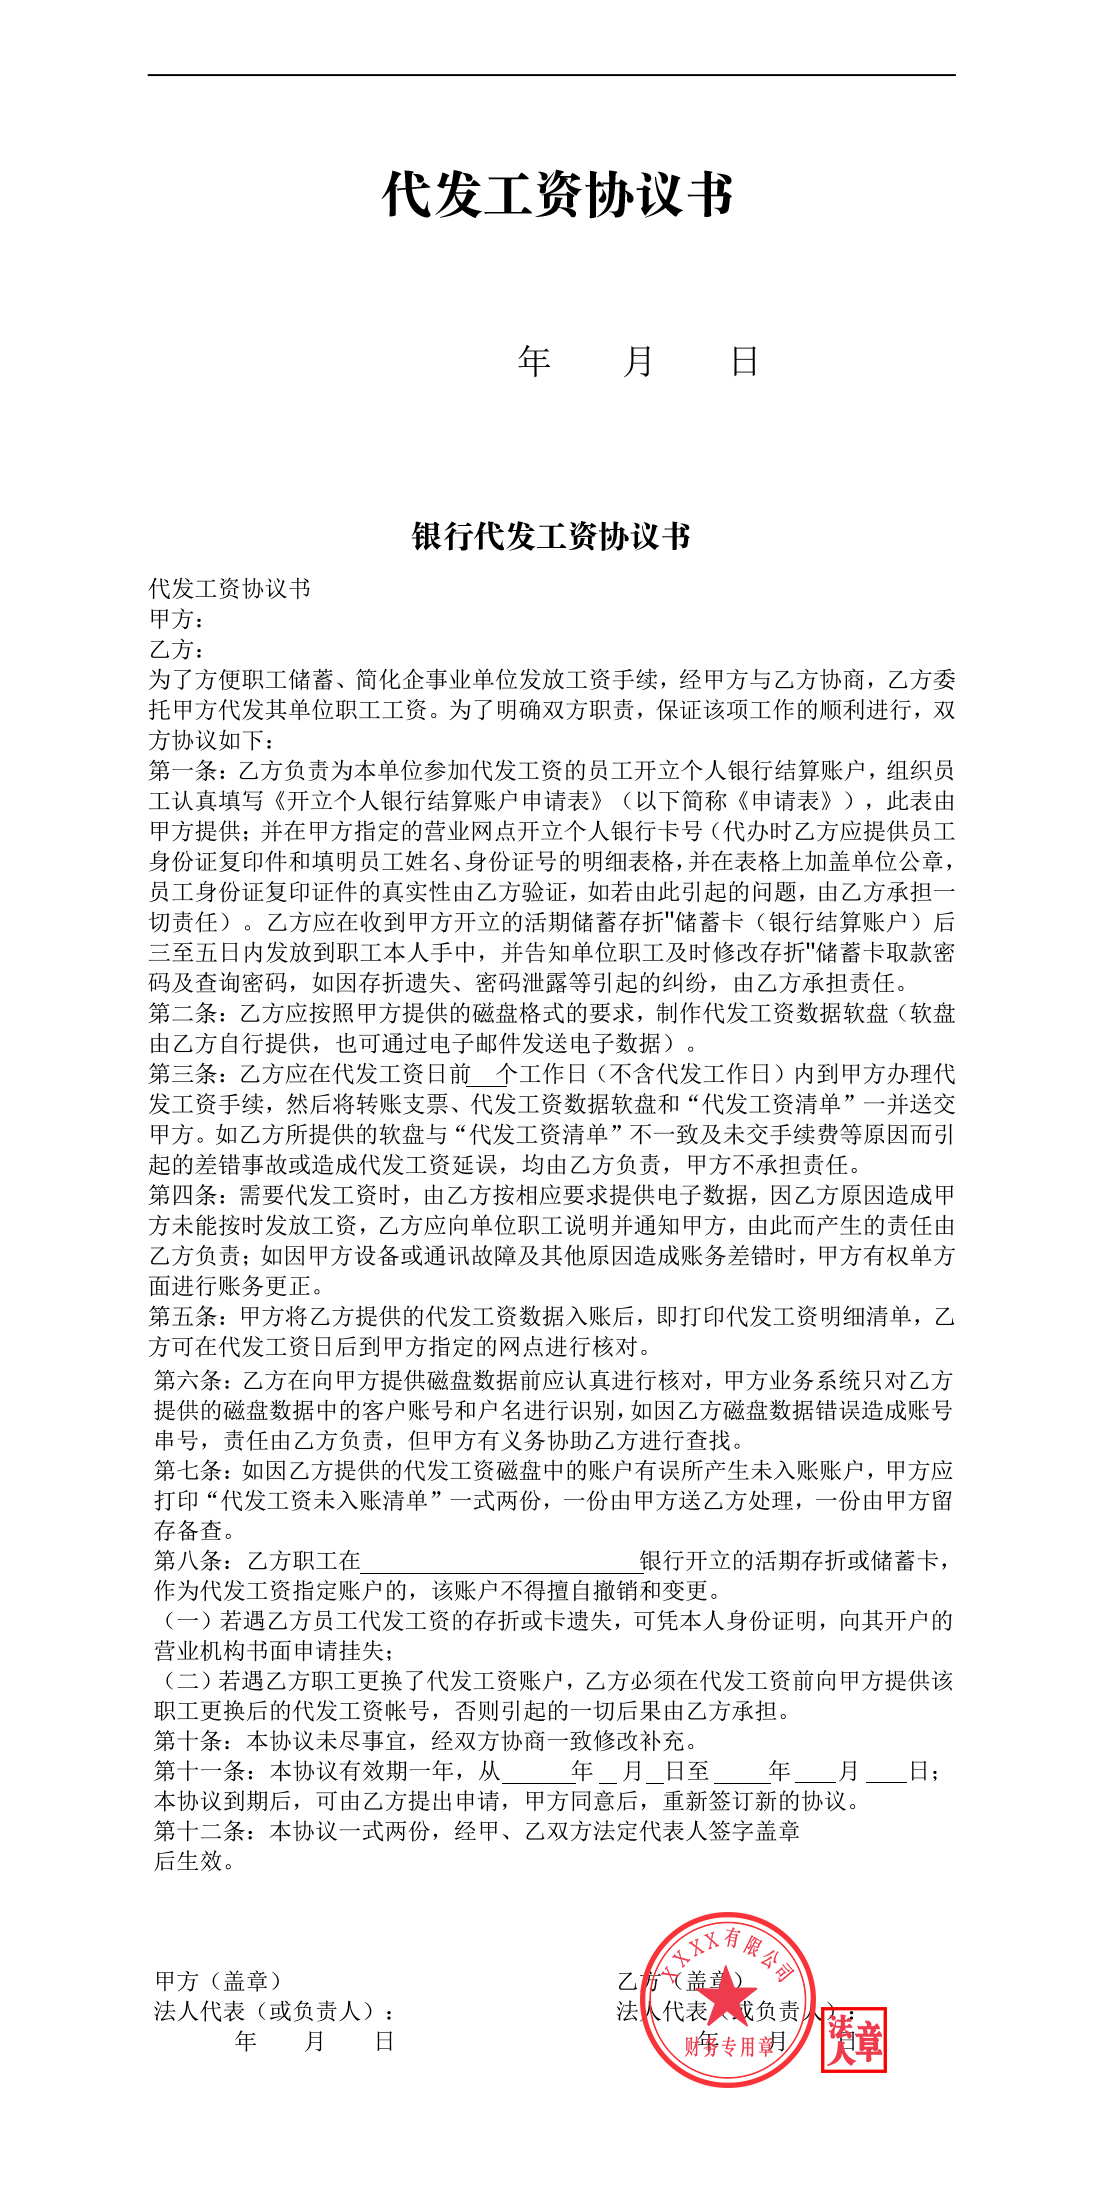 代发工资协议书
年 月 日
银行代发工资协议书
代发工资协议书
甲方：
乙方：
为了方便职工储蓄、简化企事业单位发放工资手续，经甲方与乙方协商，乙方委
托甲方代发其单位职工工资。为了明确双方职责，保证该项工作的顺利进行，双
方协议如下：
第一条：乙方负责为本单位参加代发工资的员工开立个人银行结算账户，组织员
工认真填写《开立个人银行结算账户申请表》（以下简称《申请表》），此表由
甲方提供；并在甲方指定的营业网点开立个人银行卡号（代办时乙方应提供员工
身份证复印件和填明员工姓名、身份证号的明细表格，并在表格上加盖单位公章，
员工身份证复印证件的真实性由乙方验证，如若由此引起的问题，由乙方承担一
切责任）。乙方应在收到甲方开立的活期储蓄存折"储蓄卡（银行结算账户）后
三至五日内发放到职工本人手中，并告知单位职工及时修改存折"储蓄卡取款密
码及查询密码，如因存折遗失、密码泄露等引起的纠纷，由乙方承担责任。
第二条：乙方应按照甲方提供的磁盘格式的要求，制作代发工资数据软盘（软盘
由乙方自行提供，也可通过电子邮件发送电子数据）。
第三条：乙方应在代发工资日前___个工作日（不含代发工作日）内到甲方办理代
发工资手续，然后将转账支票、代发工资数据软盘和“代发工资清单”一并送交
甲方。如乙方所提供的软盘与“代发工资清单”不一致及未交手续费等原因而引
起的差错事故或造成代发工资延误，均由乙方负责，甲方不承担责任。
第四条：需要代发工资时，由乙方按相应要求提供电子数据，因乙方原因造成甲
方未能按时发放工资，乙方应向单位职工说明并通知甲方，由此而产生的责任由
乙方负责；如因甲方设备或通讯故障及其他原因造成账务差错时，甲方有权单方
面进行账务更正。
第五条：甲方将乙方提供的代发工资数据入账后，即打印代发工资明细清单，乙
方可在代发工资日后到甲方指定的网点进行核对。
第六条：乙方在向甲方提供磁盘数据前应认真进行核对，甲方业务系统只对乙方
提供的磁盘数据中的客户账号和户名进行识别，如因乙方磁盘数据错误造成账号
串号，责任由乙方负责，但甲方有义务协助乙方进行查找。
第七条：如因乙方提供的代发工资磁盘中的账户有误所产生未入账账户，甲方应
打印“代发工资未入账清单”一式两份，一份由甲方送乙方处理，一份由甲方留
存备查。
第八条：乙方职工在____________________银行开立的活期存折或储蓄卡，
作为代发工资指定账户的，该账户不得擅自撤销和变更。
（一）若遇乙方员工代发工资的存折或卡遗失，可凭本人身份证明，向其开户的
营业机构书面申请挂失；
（二）若遇乙方职工更换了代发工资账户，乙方必须在代发工资前向甲方提供该
职工更换后的代发工资帐号，否则引起的一切后果由乙方承担。
第十条：本协议未尽事宜，经双方协商一致修改补充。
第十一条：本协议有效期一年，从_____年_月_日至____年___月___日；
本协议到期后，可由乙方提出申请，甲方同意后，重新签订新的协议。
第十二条：本协议一式两份，经甲、乙双方法定代表人签字盖章
后生效。
甲方（盖章） 乙方（盖章）
法人代表（或负责人）： 法人代表（或负责人）：
年 月 日 年 月 日
XXXX有限公司
财务专用章
法人章